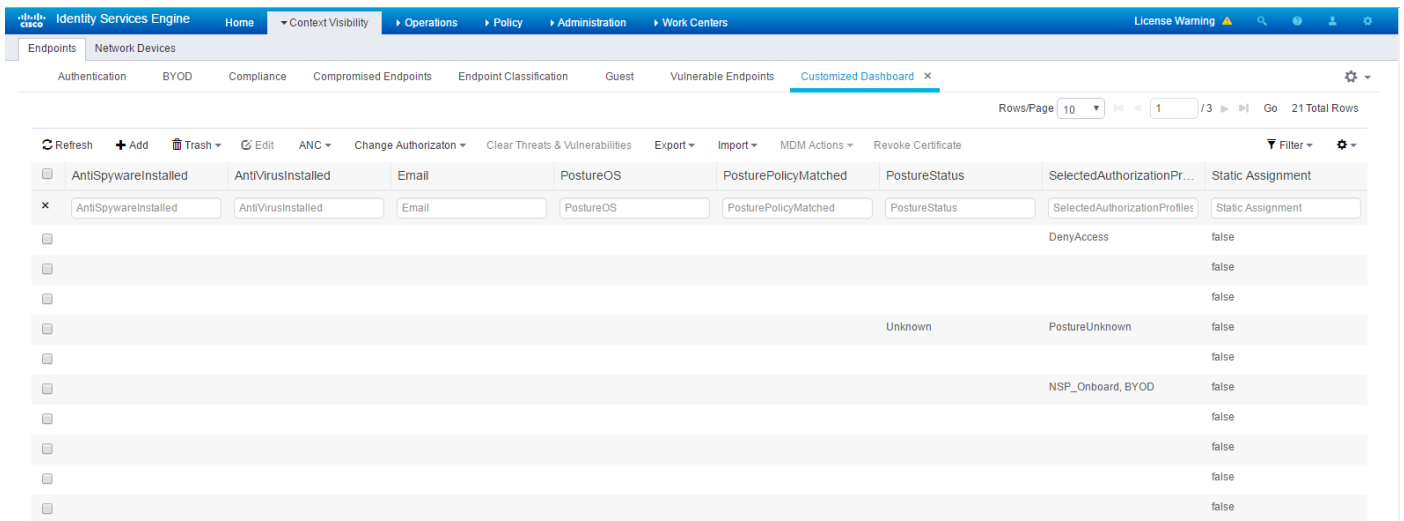 cisco Identity Services Engine Home Context Visibility Operations Policy Administration Work Centers License Warning
Endpoints Network Devices
Authentication BYOD Compliance Compromised Endpoints Endpoint Classification Guest Vulnerable Endpoints Customized Dashboard ×
Rows/Page 10 1 / 3 Go 21 Total Rows
Refresh Add Trash Edit ANC Change Authorizaton Clear Threats & Vulnerabilities Export Import MDM Actions Revoke Certificate Filter
AntiSpywareInstalled AntiVirusInstalled Email PostureOS PosturePolicyMatched PostureStatus SelectedAuthorizationPr... Static Assignment
× AntiSpywareInstalled AntiVirusInstalled Email PostureOS PosturePolicyMatched PostureStatus SelectedAuthorizationProfiles Static Assignment
DenyAccess false
false
false
Unknown PostureUnknown false
false
NSP_Onboard, BYOD false
false
false
false
false